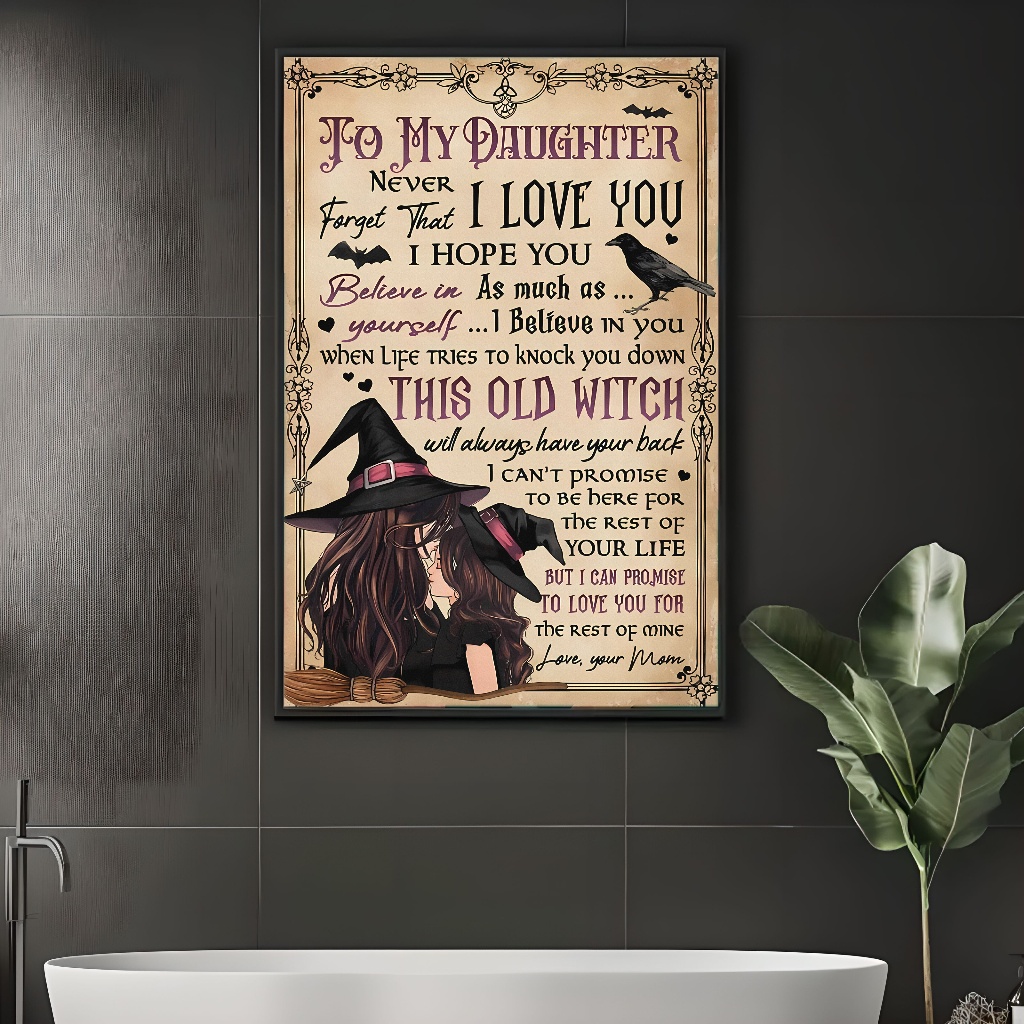 To My Daughter
Never
Forget That I LOVE YOU
I HOPE YOU
Believe in As much as ...
yourself ...I Believe IN YOU
WHEN LIFE TRIES TO KNOCK YOU DOWN
THIS OLD WITCH
will always have your back
I CAN'T PROMISE
TO BE HERE FOR
THE REST OF
YOUR LIFE
BUT I CAN PROMISE
TO LOVE YOU FOR
THE REST OF MINE
Love, your Mom